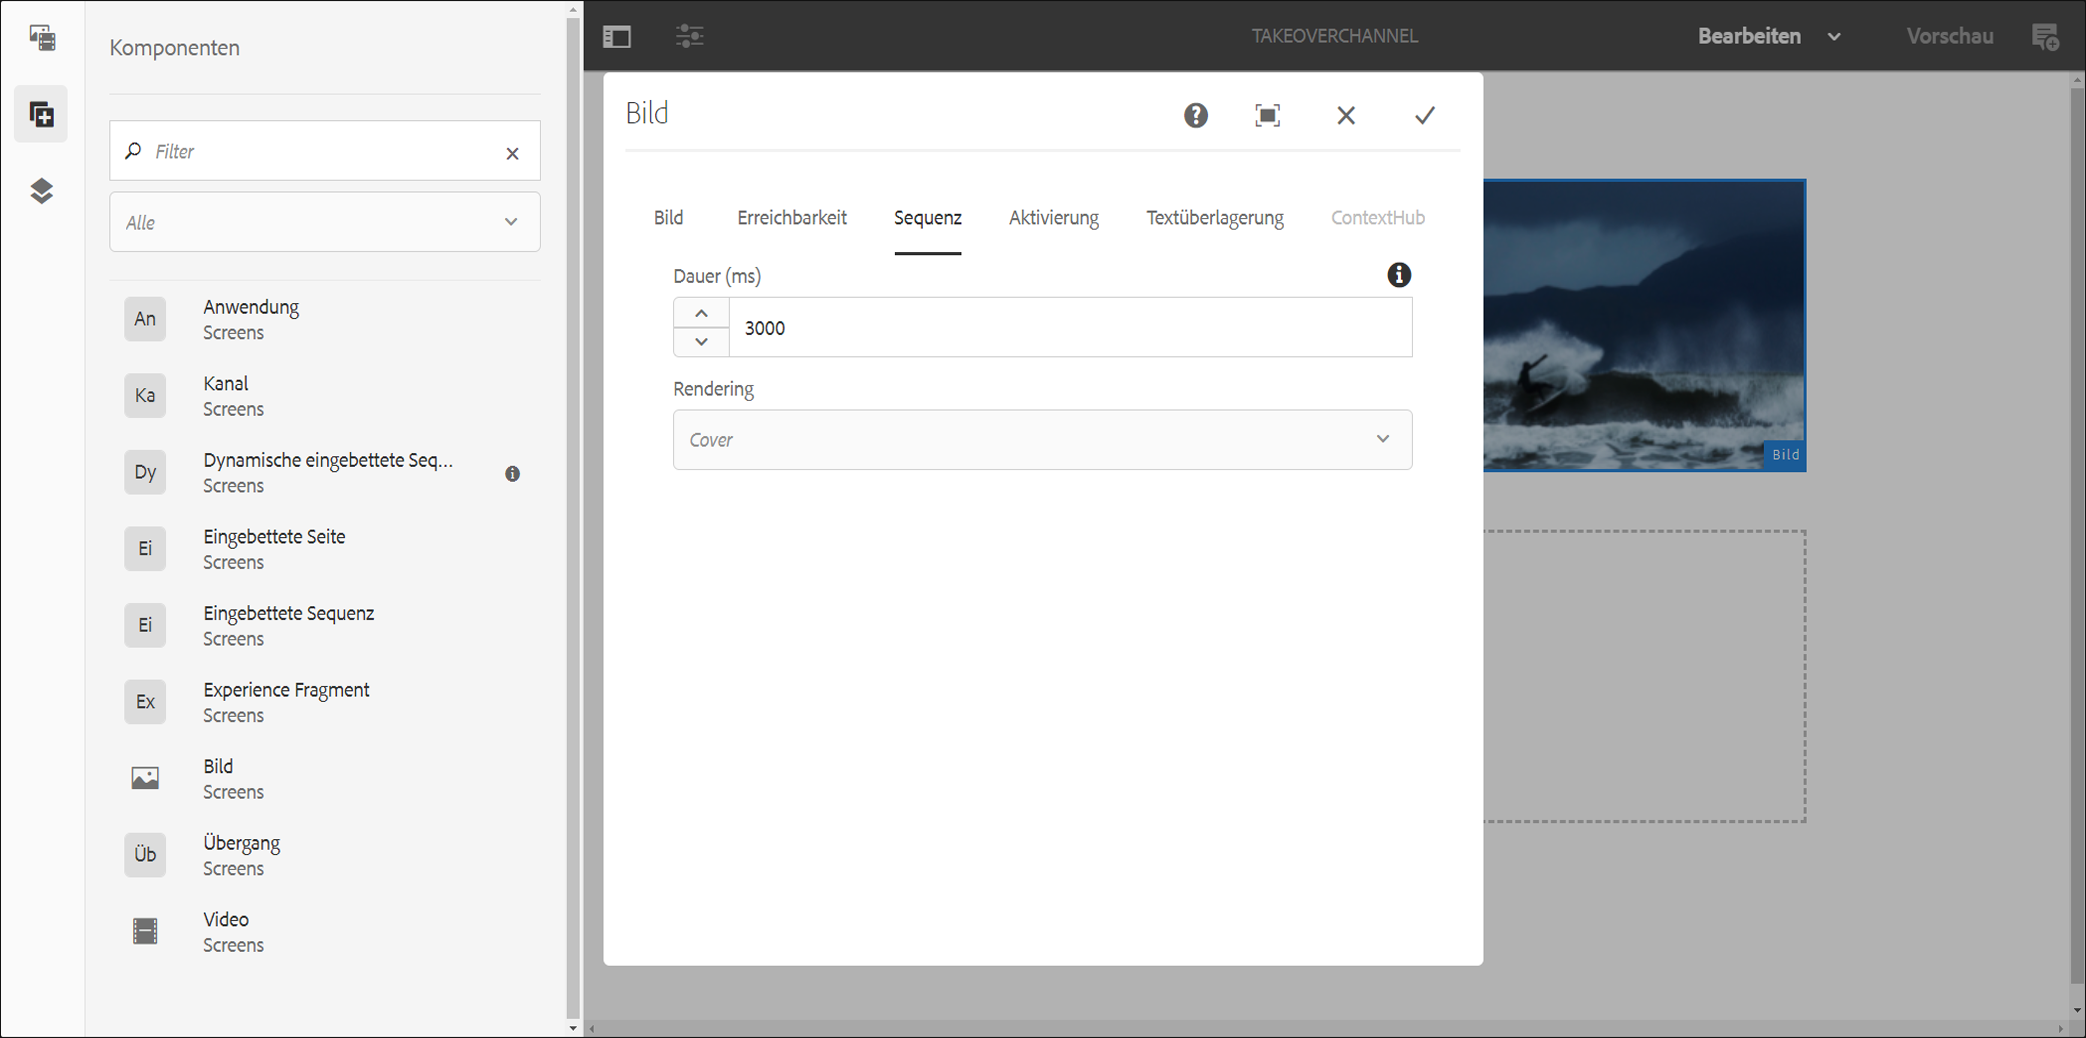 Komponenten
Filter
Alle
An
Anwendung
Screens
Ka
Kanal
Screens
Dy
Dynamische eingebettete Seq...
Screens
Ei
Eingebettete Seite
Screens
Ei
Eingebettete Sequenz
Screens
Ex
Experience Fragment
Screens
Bild
Screens
Üb
Übergang
Screens
Video
Screens
TAKEOVERCHANNEL
Bearbeiten
Vorschau
Bild
Bild Erreichbarkeit Sequenz Aktivierung Textüberlagerung ContextHub
Dauer (ms)
3000
Rendering
Cover
Bild